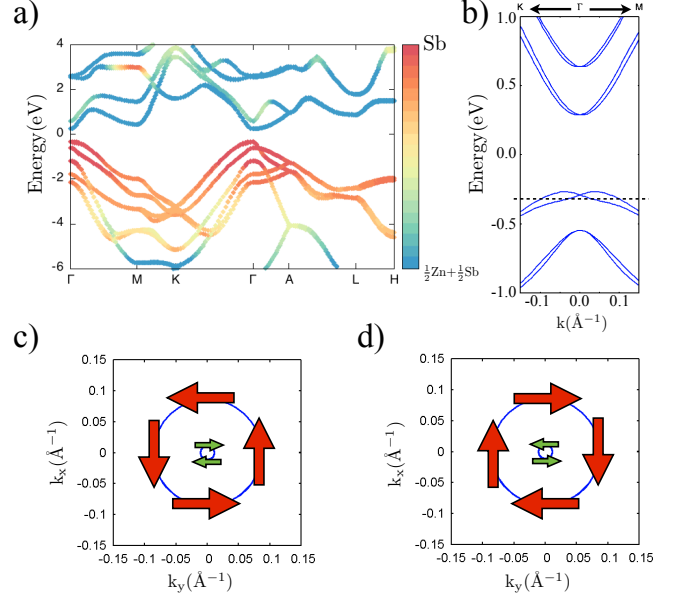 a)
Sb
4
2
0
-2
-4
-6
Energy(eV)
Γ M K Γ A L H
½Zn+½Sb
b)
K Γ M
1.0
0.5
0.0
-0.5
-1.0
Energy(eV)
-0.1 0.0 0.1
k(Å⁻¹)
c)
0.15
0.1
0.05
0
-0.05
-0.1
-0.15
kₓ(Å⁻¹)
-0.15 -0.1 -0.05 0 0.05 0.1 0.15
k_y(Å⁻¹)
d)
0.15
0.1
0.05
0
-0.05
-0.1
-0.15
kₓ(Å⁻¹)
-0.15 -0.1 -0.05 0 0.05 0.1 0.15
k_y(Å⁻¹)